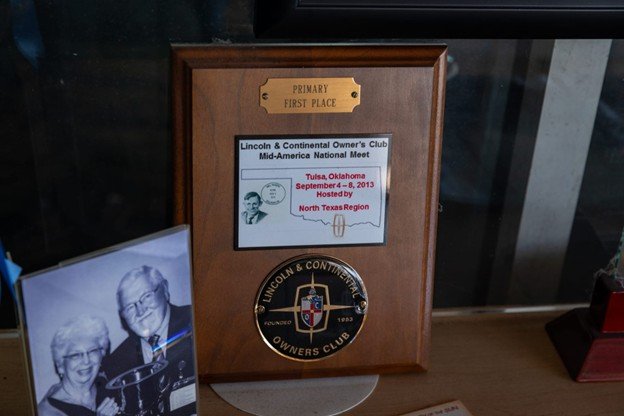 PRIMARY
FIRST PLACE
Lincoln & Continental Owner's Club
Mid-America National Meet
Tulsa, Oklahoma
September 4 – 8, 2013
Hosted by
North Texas Region
LINCOLN & CONTINENTAL
FOUNDED 1953
OWNERS CLUB